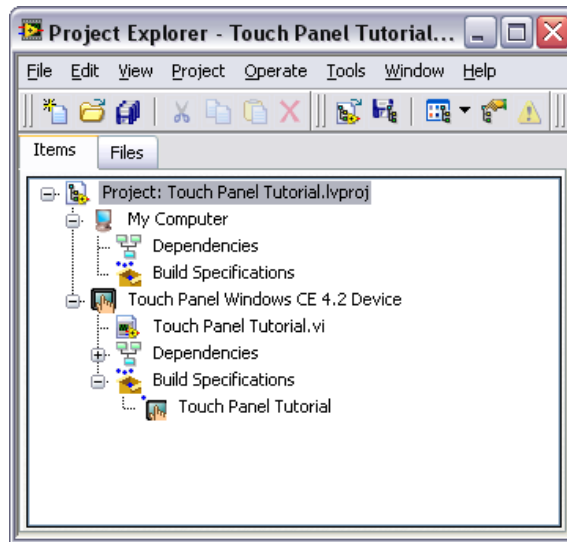 Project Explorer - Touch Panel Tutorial...
File Edit View Project Operate Tools Window Help
Items Files
Project: Touch Panel Tutorial.lvproj
My Computer
Dependencies
Build Specifications
Touch Panel Windows CE 4.2 Device
Touch Panel Tutorial.vi
Dependencies
Build Specifications
Touch Panel Tutorial